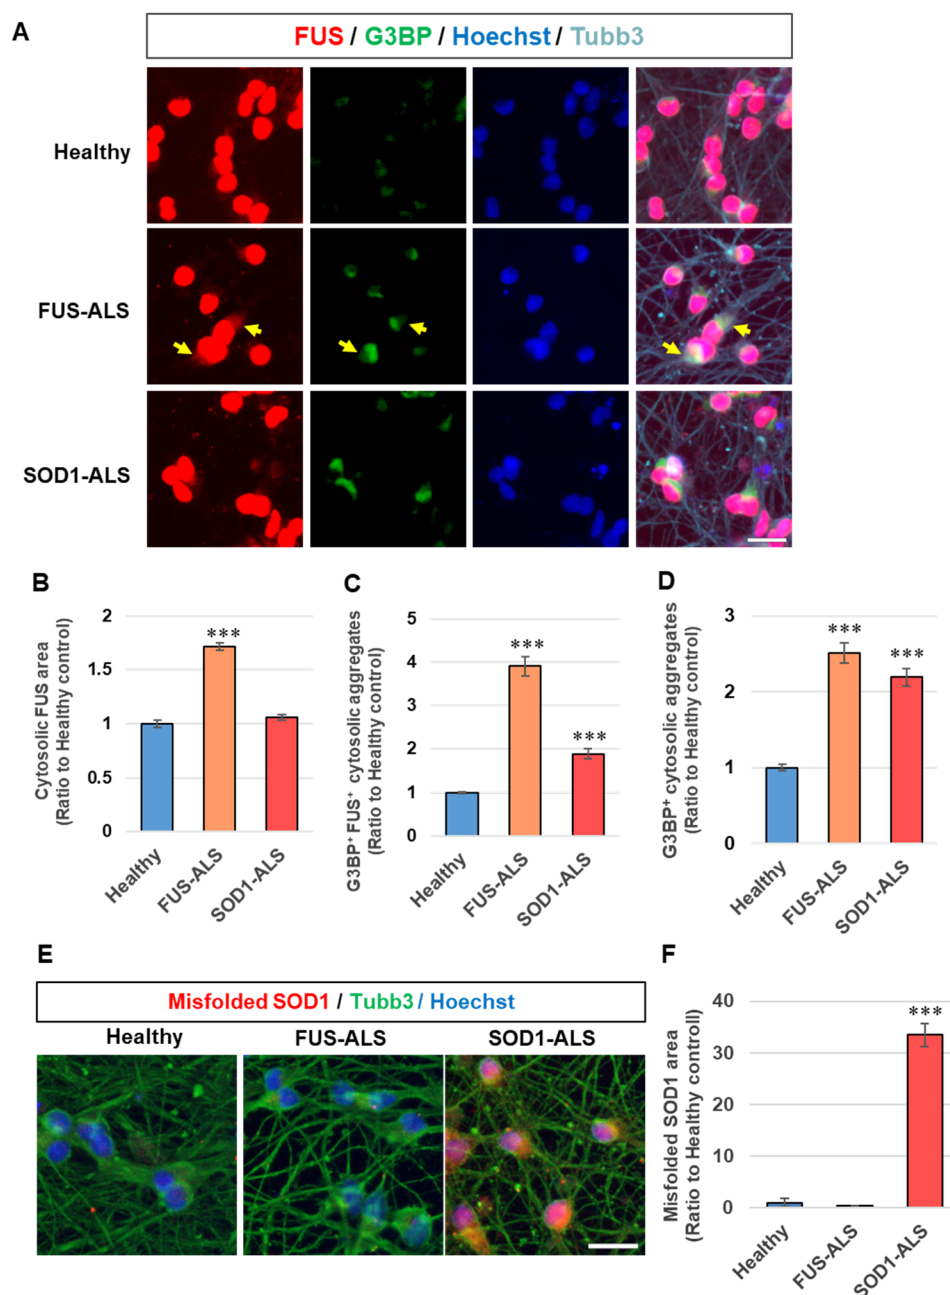 A
FUS / G3BP / Hoechst / Tubb3
Healthy
FUS-ALS
SOD1-ALS
B
Cytosolic FUS area
(Ratio to Healthy control)
2
1.5
1
0.5
0
***
Healthy
FUS-ALS
SOD1-ALS
C
G3BP⁺ FUS⁺ cytosolic aggregates
(Ratio to Healthy control)
5
4
3
2
1
0
***
***
Healthy
FUS-ALS
SOD1-ALS
D
G3BP⁺ cytosolic aggregates
(Ratio to Healthy control)
3
2
1
0
***
***
Healthy
FUS-ALS
SOD1-ALS
E
Misfolded SOD1 / Tubb3 / Hoechst
Healthy
FUS-ALS
SOD1-ALS
F
Misfolded SOD1 area
(Ratio to Healthy controll)
40
30
20
10
0
***
Healthy
FUS-ALS
SOD1-ALS